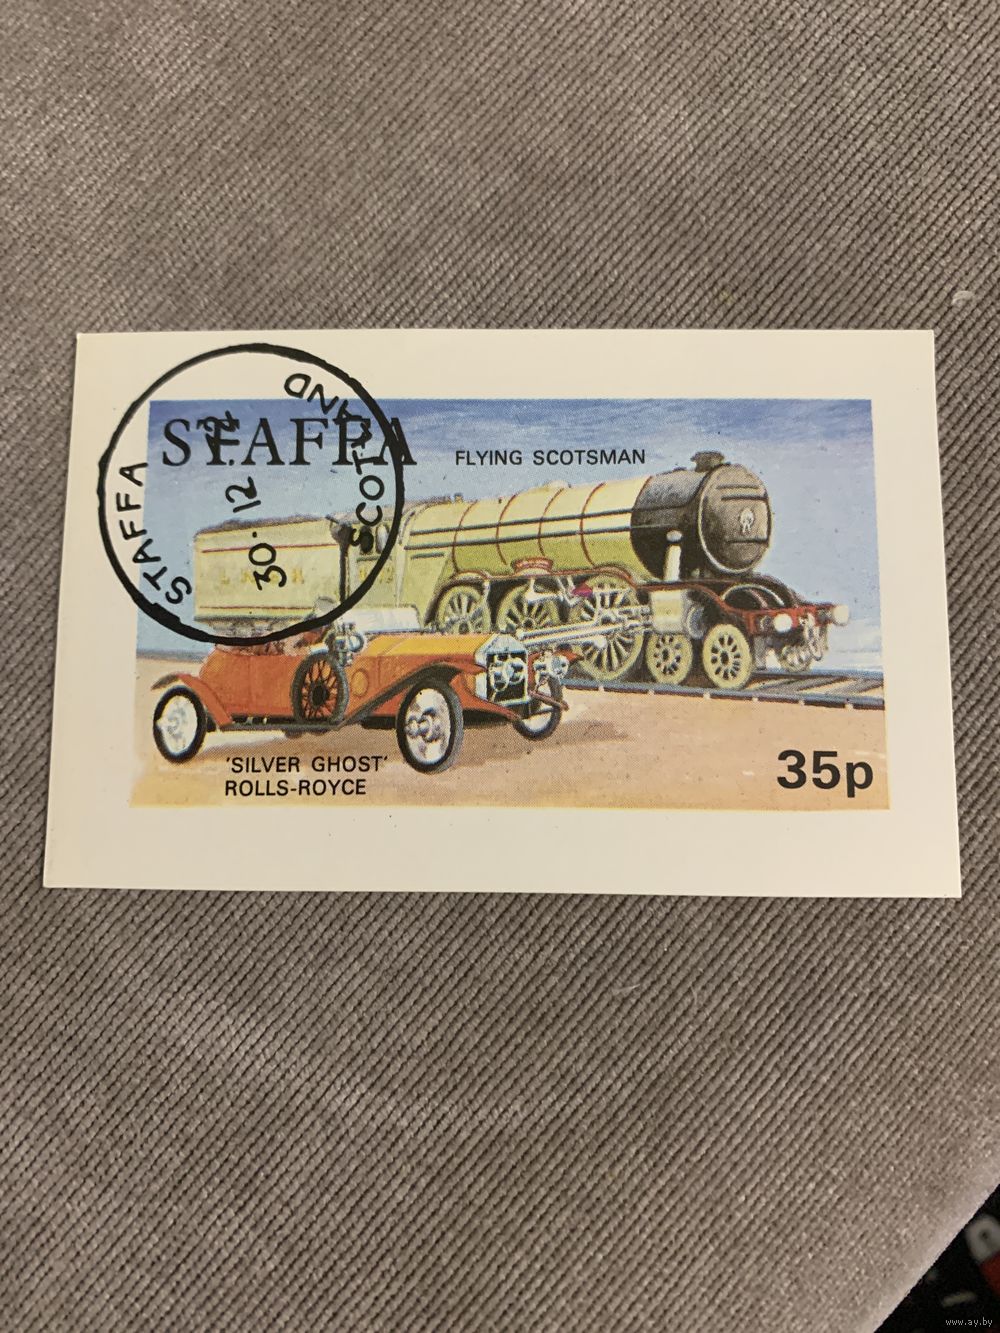 STAFFA
FLYING SCOTSMAN
STAFFA SCOTLAND
30. 12
'SILVER GHOST'
ROLLS-ROYCE
35p
www.ay.by